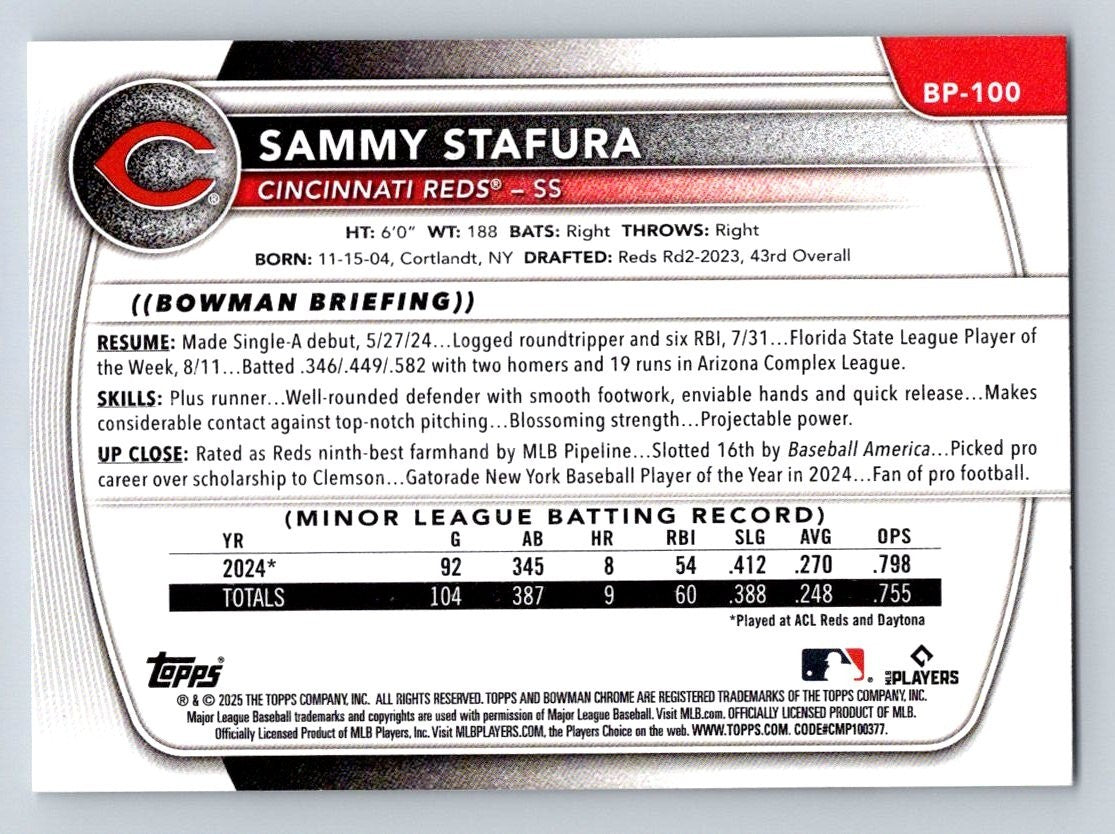 BP-100
SAMMY STAFURA
CINCINNATI REDS® – SS
HT: 6'0" WT: 188 BATS: Right THROWS: Right
BORN: 11-15-04, Cortlandt, NY DRAFTED: Reds Rd2-2023, 43rd Overall
((BOWMAN BRIEFING))
RESUME: Made Single-A debut, 5/27/24...Logged roundtripper and six RBI, 7/31...Florida State League Player of
the Week, 8/11...Batted .346/.449/.582 with two homers and 19 runs in Arizona Complex League.
SKILLS: Plus runner...Well-rounded defender with smooth footwork, enviable hands and quick release...Makes
considerable contact against top-notch pitching...Blossoming strength...Projectable power.
UP CLOSE: Rated as Reds ninth-best farmhand by MLB Pipeline...Slotted 16th by Baseball America...Picked pro
career over scholarship to Clemson...Gatorade New York Baseball Player of the Year in 2024...Fan of pro football.
(MINOR LEAGUE BATTING RECORD)
YR G AB HR RBI SLG AVG OPS
2024* 92 345 8 54 .412 .270 .798
TOTALS 104 387 9 60 .388 .248 .755
*Played at ACL Reds and Daytona
Topps®
MLB PLAYERS
® & © 2025 THE TOPPS COMPANY, INC. ALL RIGHTS RESERVED. TOPPS AND BOWMAN CHROME ARE REGISTERED TRADEMARKS OF THE TOPPS COMPANY, INC.
Major League Baseball trademarks and copyrights are used with permission of Major League Baseball. Visit MLB.com. OFFICIALLY LICENSED PRODUCT OF MLB.
Officially Licensed Product of MLB Players, Inc. Visit MLBPLAYERS.COM, the Players Choice on the web. WWW.TOPPS.COM. CODE#CMP100377.